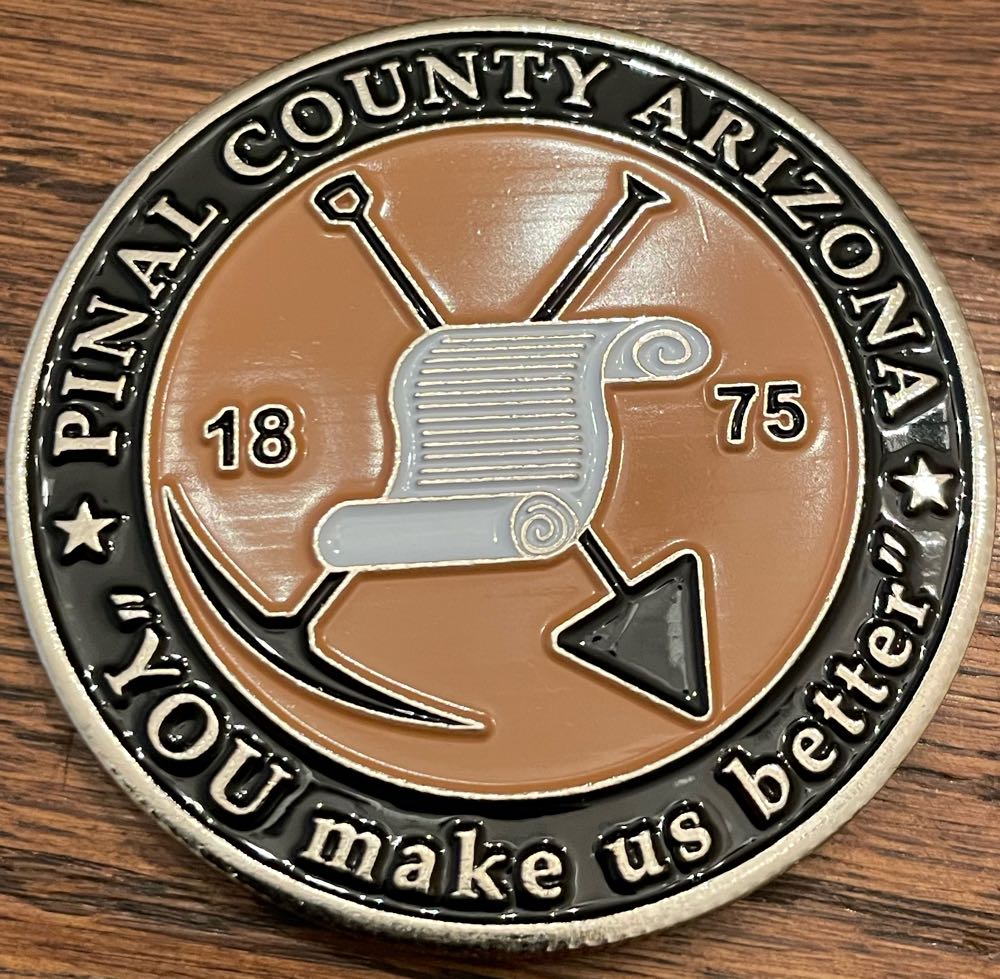 PINAL COUNTY ARIZONA
18 75
"YOU make us better"